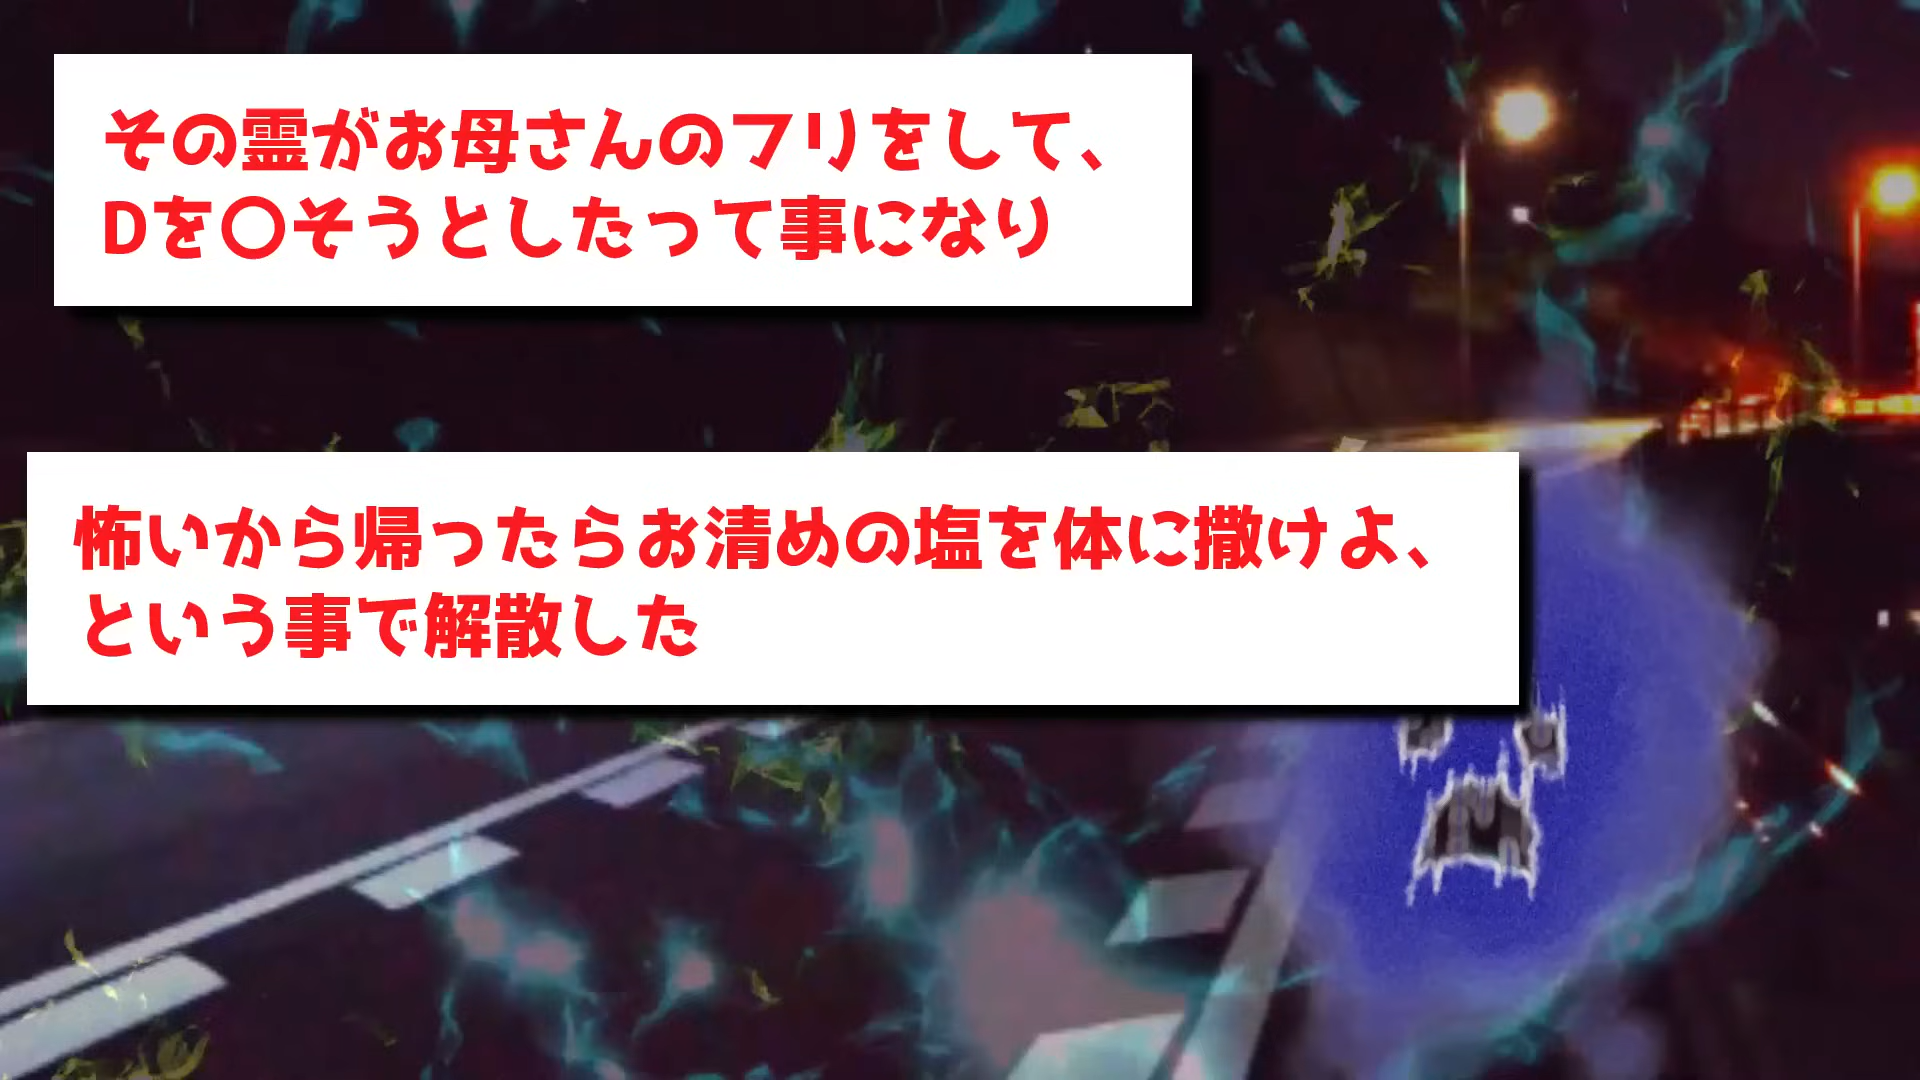 その霊がお母さんのフリをして、
Dを〇そうとしたって事になり
怖いから帰ったらお清めの塩を体に撒けよ、
という事で解散した